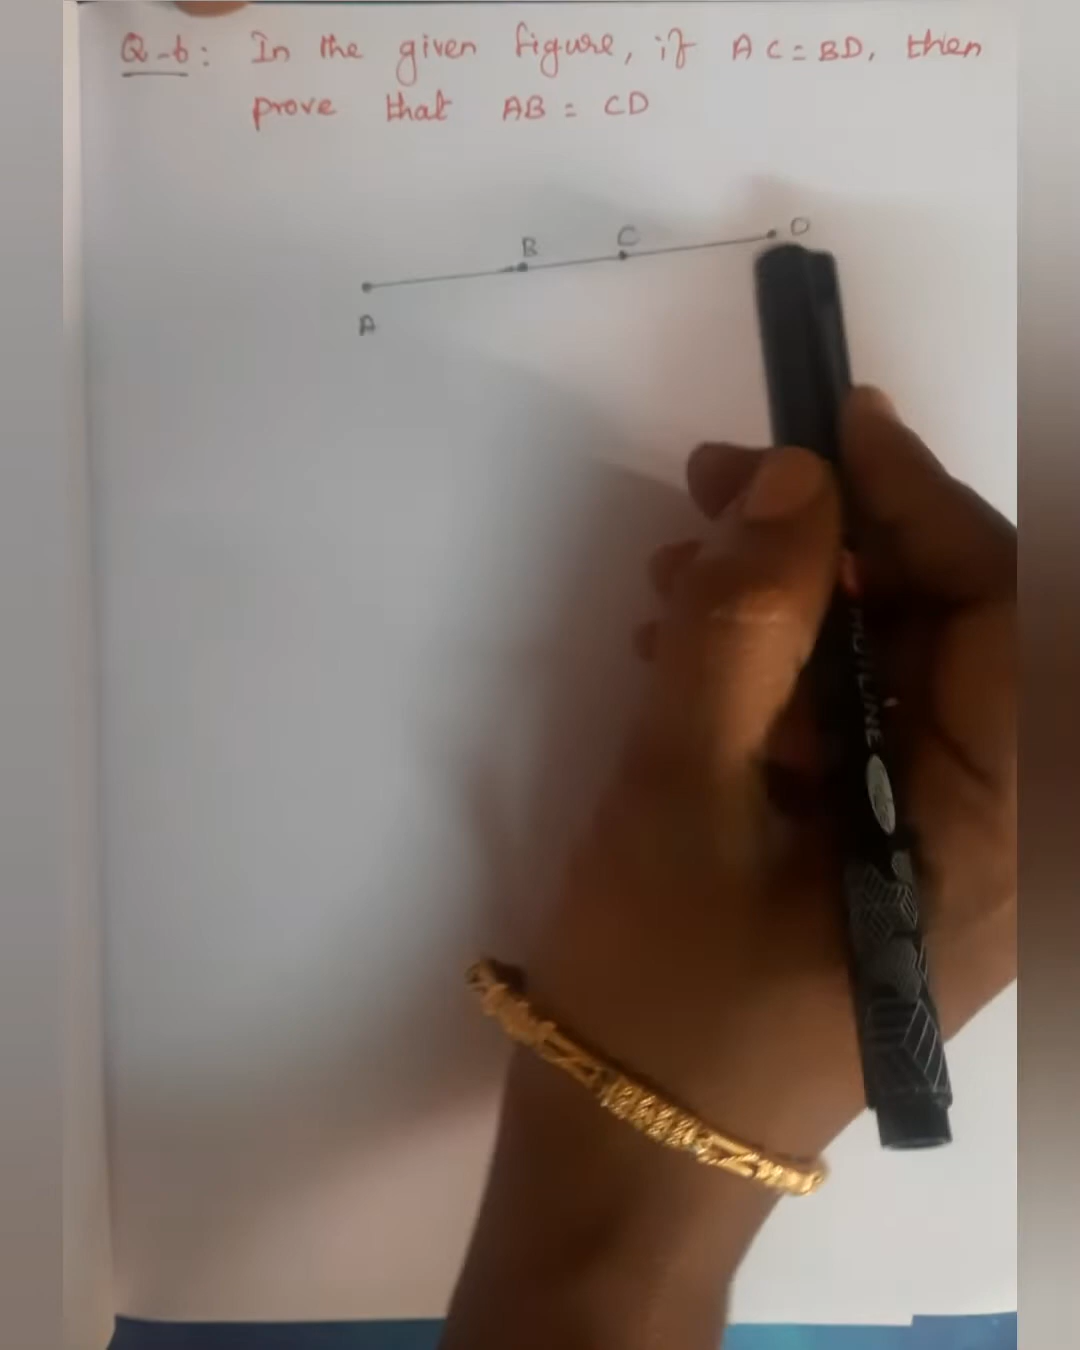 Q-6: In the given figure, if AC = BD, then
prove that AB = CD
B
C
D
A